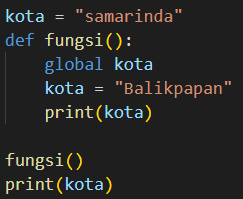 kota = "samarinda"
def fungsi():
    global kota
    kota = "Balikpapan"
    print(kota)

fungsi()
print(kota)